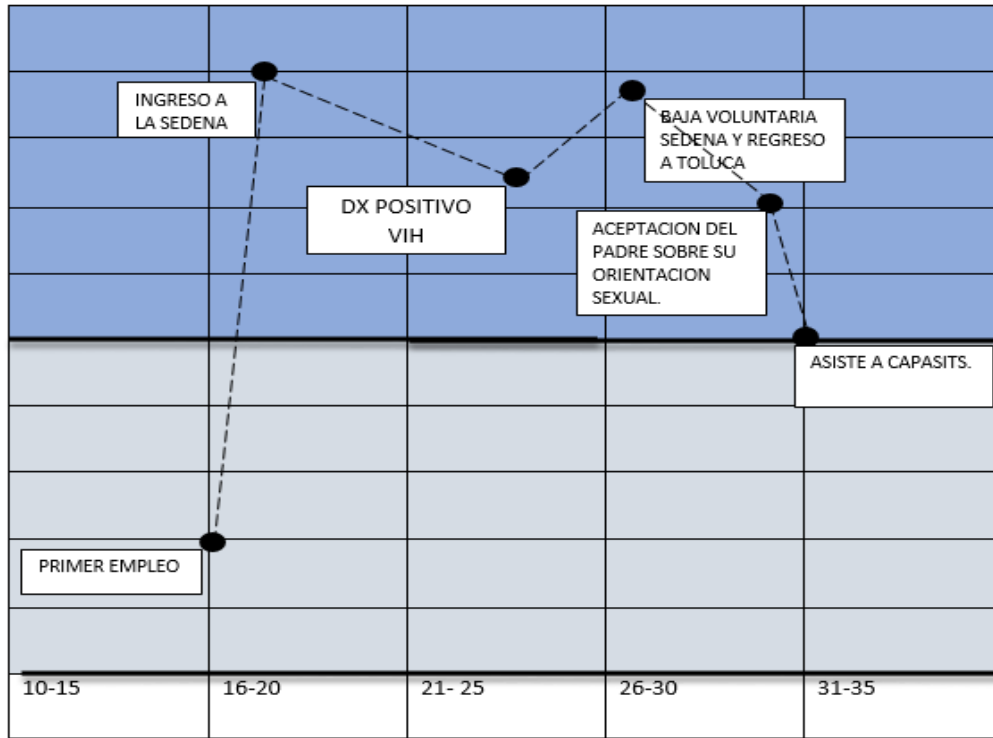 INGRESO A
LA SEDENA
BAJA VOLUNTARIA
SEDENA Y REGRESO
A TOLUCA
DX POSITIVO
VIH
ACEPTACION DEL
PADRE SOBRE SU
ORIENTACION
SEXUAL.
ASISTE A CAPASITS.
PRIMER EMPLEO
10-15
16-20
21- 25
26-30
31-35